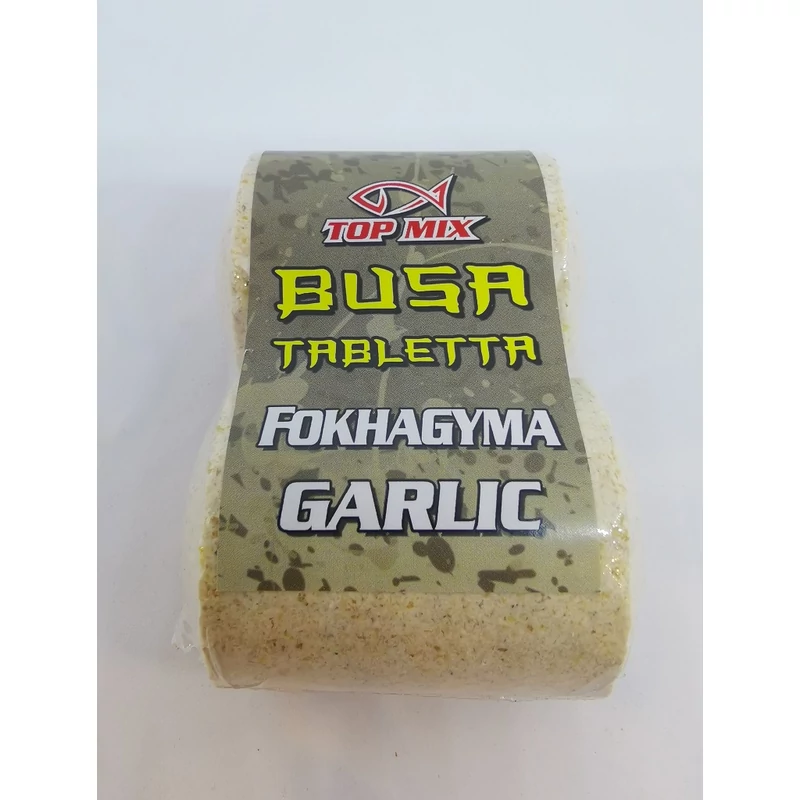 TOP MIX
BUSA
TABLETTA
FOKHAGYMA
GARLIC